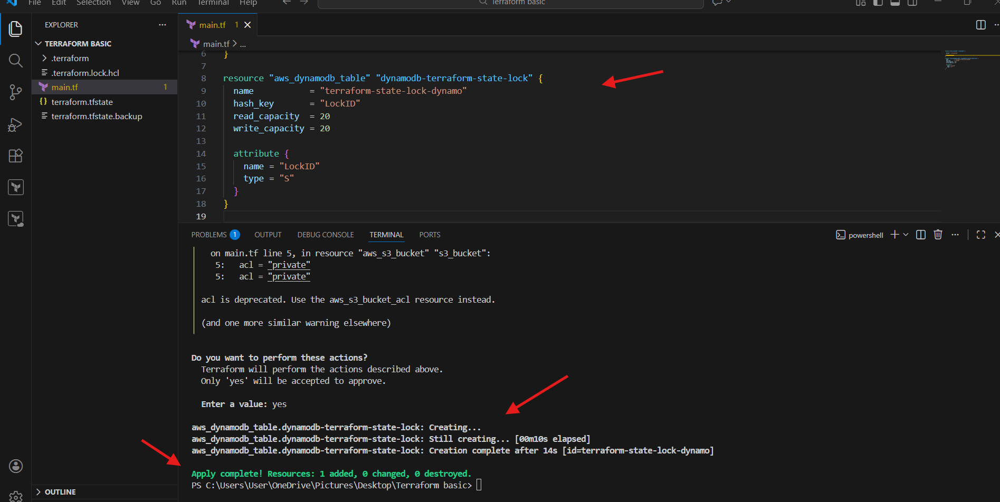 File Edit Selection View Go Run Terminal Help
Terraform basic
EXPLORER
TERRAFORM BASIC
.terraform
.terraform.lock.hcl
main.tf 1
terraform.tfstate
terraform.tfstate.backup
OUTLINE
main.tf 1
main.tf > ...
6 }
7
8 resource "aws_dynamodb_table" "dynamodb-terraform-state-lock" {
9 name = "terraform-state-lock-dynamo"
10 hash_key = "LockID"
11 read_capacity = 20
12 write_capacity = 20
13
14 attribute {
15 name = "LockID"
16 type = "S"
17 }
18 }
19
PROBLEMS 1 OUTPUT DEBUG CONSOLE TERMINAL PORTS
powershell
on main.tf line 5, in resource "aws_s3_bucket" "s3_bucket":
5: acl = "private"
5: acl = "private"
acl is deprecated. Use the aws_s3_bucket_acl resource instead.
(and one more similar warning elsewhere)
Do you want to perform these actions?
Terraform will perform the actions described above.
Only 'yes' will be accepted to approve.
Enter a value: yes
aws_dynamodb_table.dynamodb-terraform-state-lock: Creating...
aws_dynamodb_table.dynamodb-terraform-state-lock: Still creating... [00m10s elapsed]
aws_dynamodb_table.dynamodb-terraform-state-lock: Creation complete after 14s [id=terraform-state-lock-dynamo]
Apply complete! Resources: 1 added, 0 changed, 0 destroyed.
PS C:\Users\User\OneDrive\Pictures\Desktop\Terraform basic>